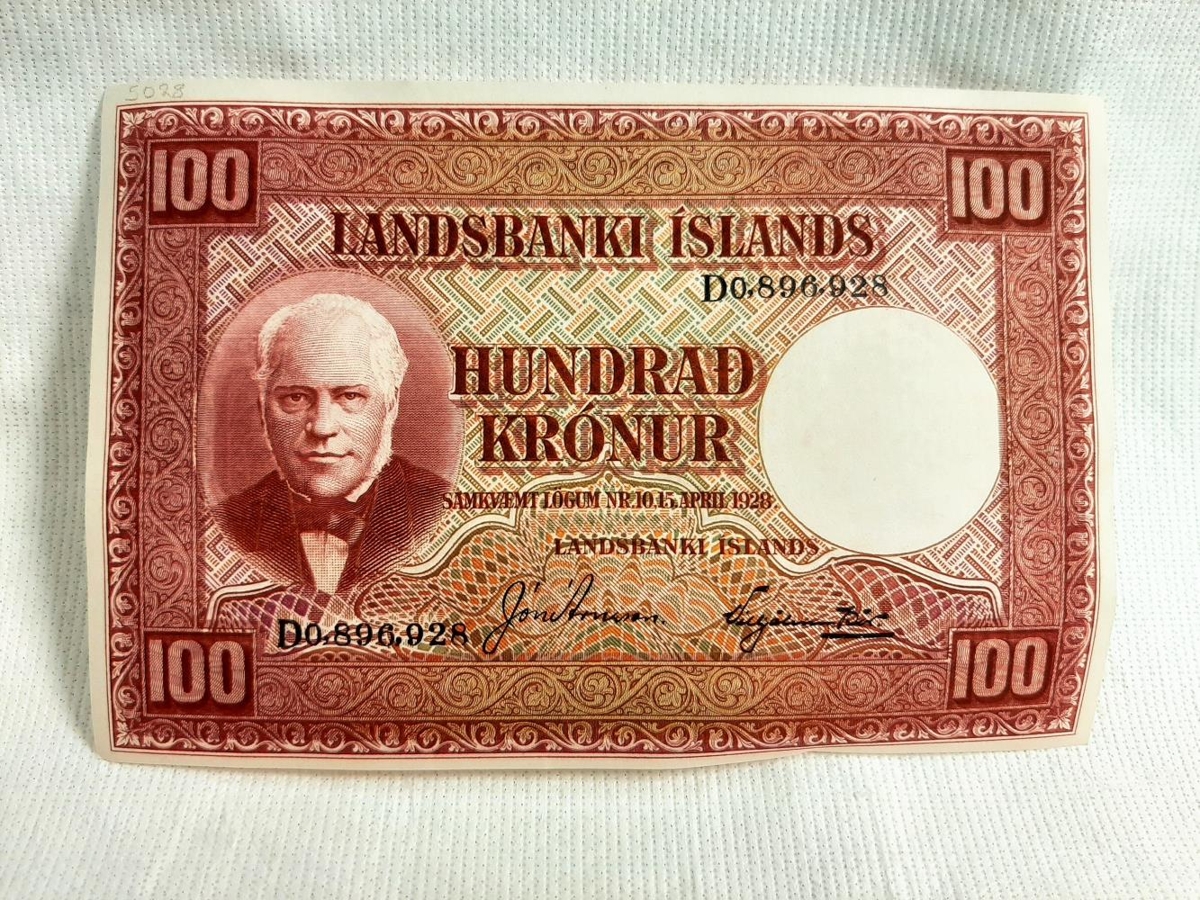 5028
100 100
LANDSBANKI ÍSLANDS
D0,896,928
HUNDRAÐ
KRÓNUR
SAMKVÆMT LÖGUM NR. 10. 15. APRIL 1928.
LANDSBANKI ÍSLANDS
D0,896,928
100 100